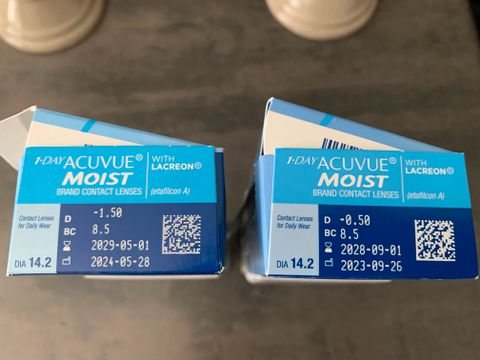 1-DAY ACUVUE® MOIST
WITH LACREON®
BRAND CONTACT LENSES
(etafilcon A)
Contact Lenses
for Daily Wear
D -1.50
BC 8.5
2029-05-01
2024-05-28
DIA 14.2
1-DAY ACUVUE® MOIST
WITH LACREON®
BRAND CONTACT LENSES
(etafilcon A)
Contact Lenses
for Daily Wear
D -0.50
BC 8.5
2028-09-01
2023-09-26
DIA 14.2